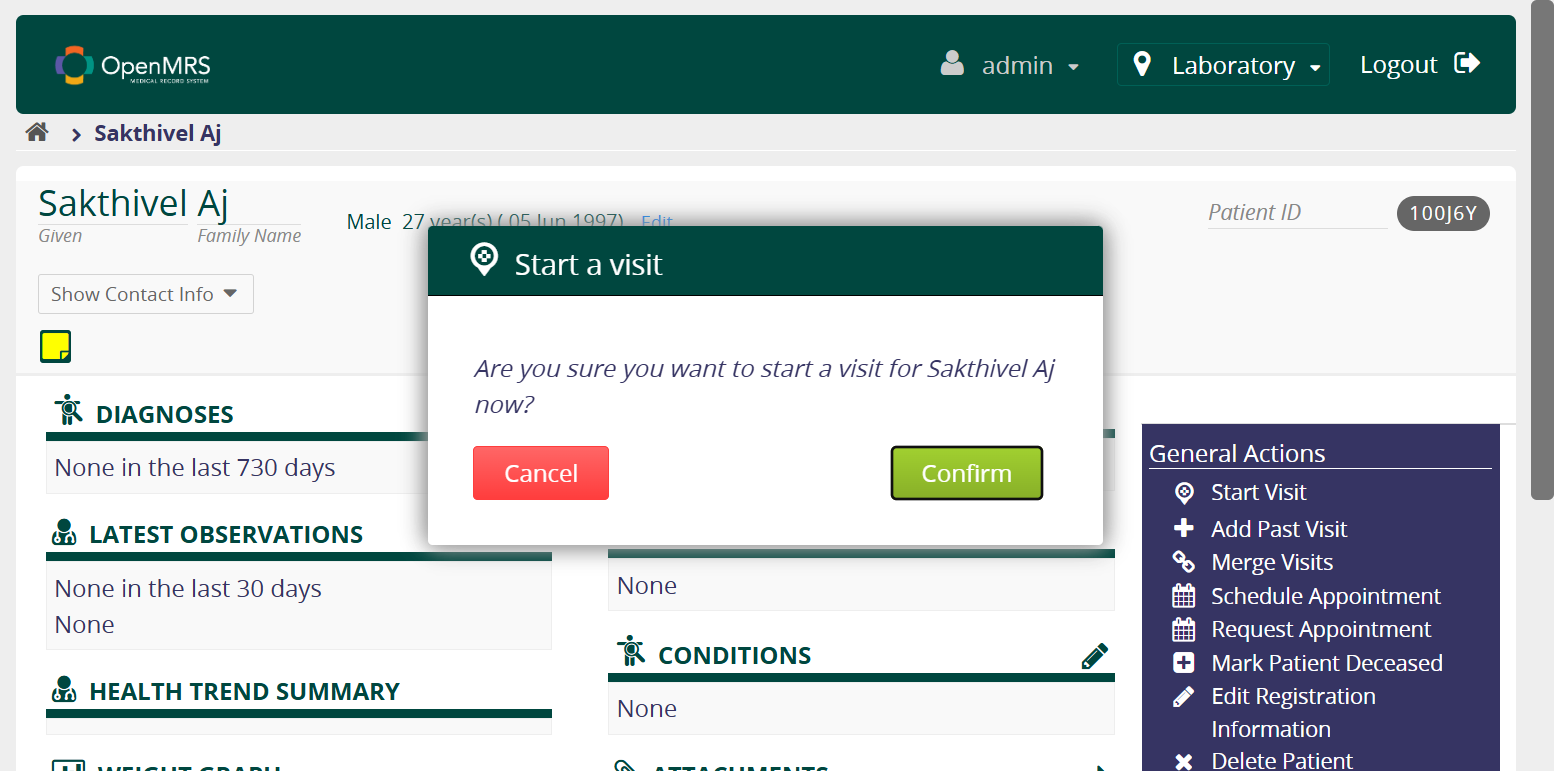 OpenMRS
MEDICAL RECORD SYSTEM
admin
Laboratory
Logout
Sakthivel Aj
Sakthivel Aj
Given Family Name
Male 27 year(s) ( 05 Jun 1997) Edit
Patient ID 100J6Y
Show Contact Info
Start a visit
Are you sure you want to start a visit for Sakthivel Aj
now?
Cancel
Confirm
DIAGNOSES
None in the last 730 days
LATEST OBSERVATIONS
None in the last 30 days
None
HEALTH TREND SUMMARY
WEIGHT GRAPH
None
CONDITIONS
None
ATTACHMENTS
General Actions
Start Visit
Add Past Visit
Merge Visits
Schedule Appointment
Request Appointment
Mark Patient Deceased
Edit Registration
Information
Delete Patient